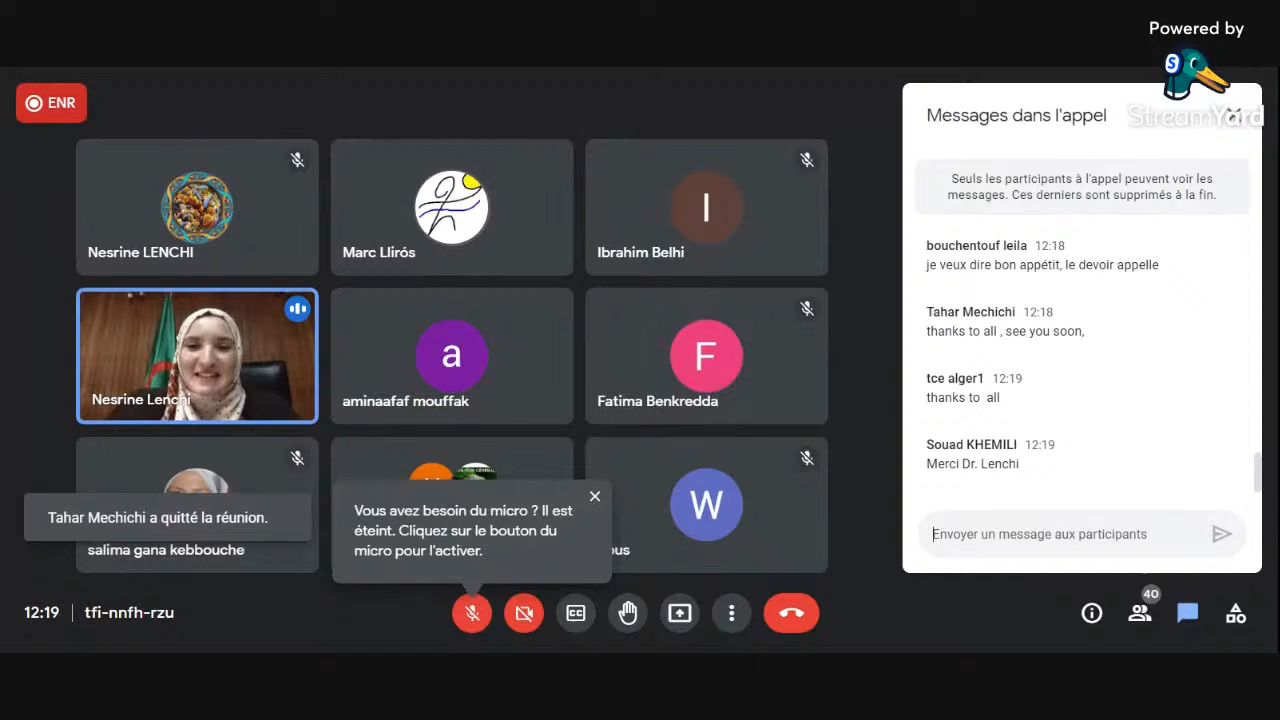 Powered by
S
StreamYard
ENR
Messages dans l'appel
Seuls les participants à l'appel peuvent voir les
messages. Ces derniers sont supprimés à la fin.
bouchentouf leila 12:18
je veux dire bon appétit, le devoir appelle
Tahar Mechichi 12:18
thanks to all , see you soon,
tce alger1 12:19
thanks to all
Souad KHEMILI 12:19
Merci Dr. Lenchi
Envoyer un message aux participants
Nesrine LENCHI
Marc Llirós
I
Ibrahim Belhi
Nesrine Lenchi
a
aminaafaf mouffak
F
Fatima Benkredda
Tahar Mechichi a quitté la réunion.
salima gana kebbouche
Vous avez besoin du micro ? Il est
éteint. Cliquez sur le bouton du
micro pour l'activer.
W
ous
12:19
tfi-nnfh-rzu
CC
40